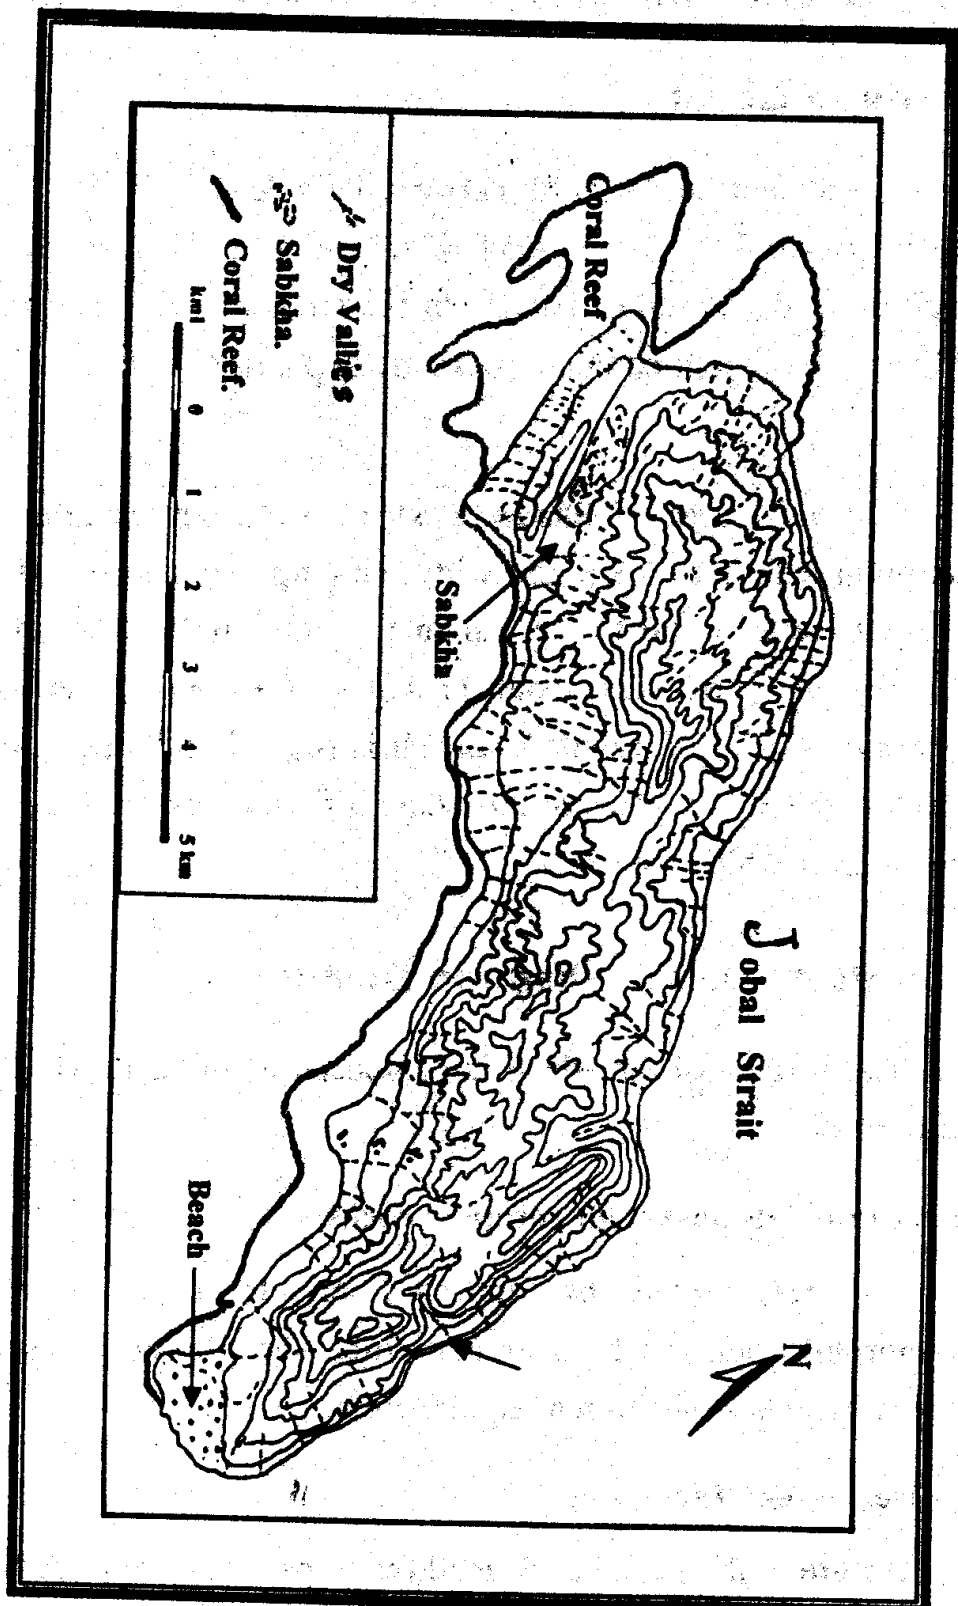 N
Jobal Strait
Coral Reef
Sabkha
Dry Vallies
Sabkha.
Coral Reef.
km1 0 1 2 3 4 5 km
Beach